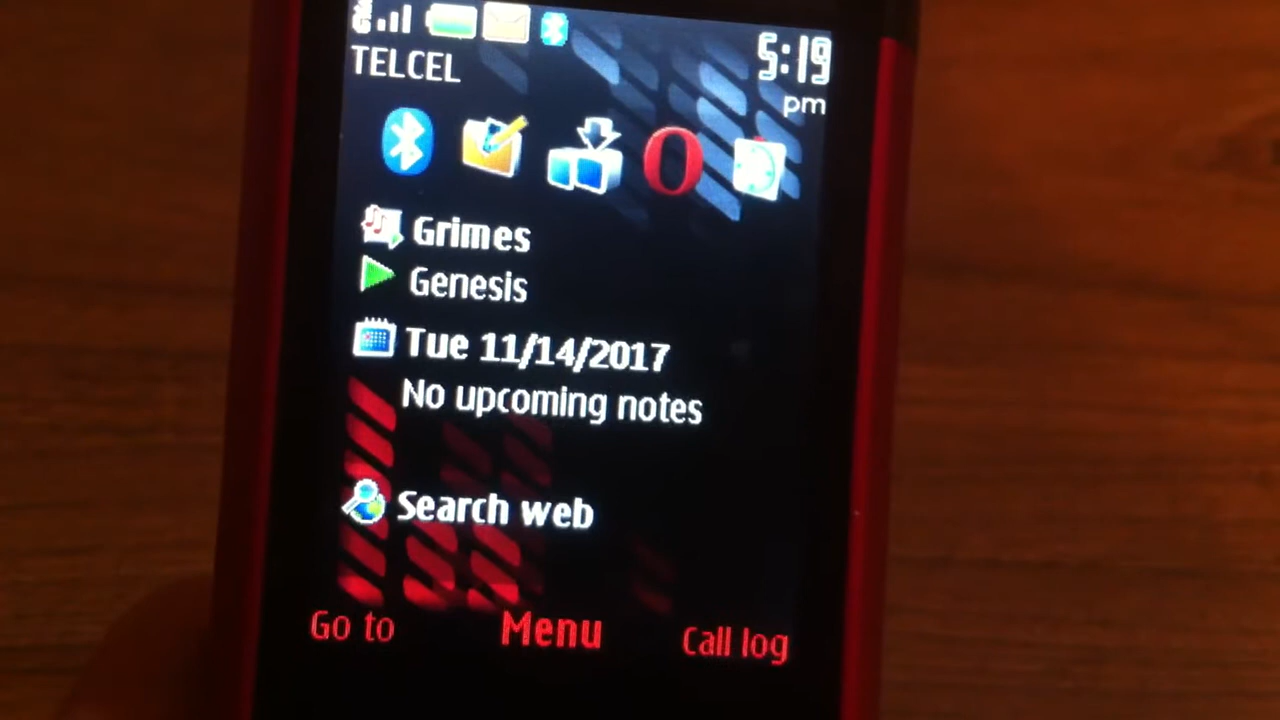 TELCEL
5:19
pm
Grimes
Genesis
Tue 11/14/2017
No upcoming notes
Search web
Go to
Menu
Call log